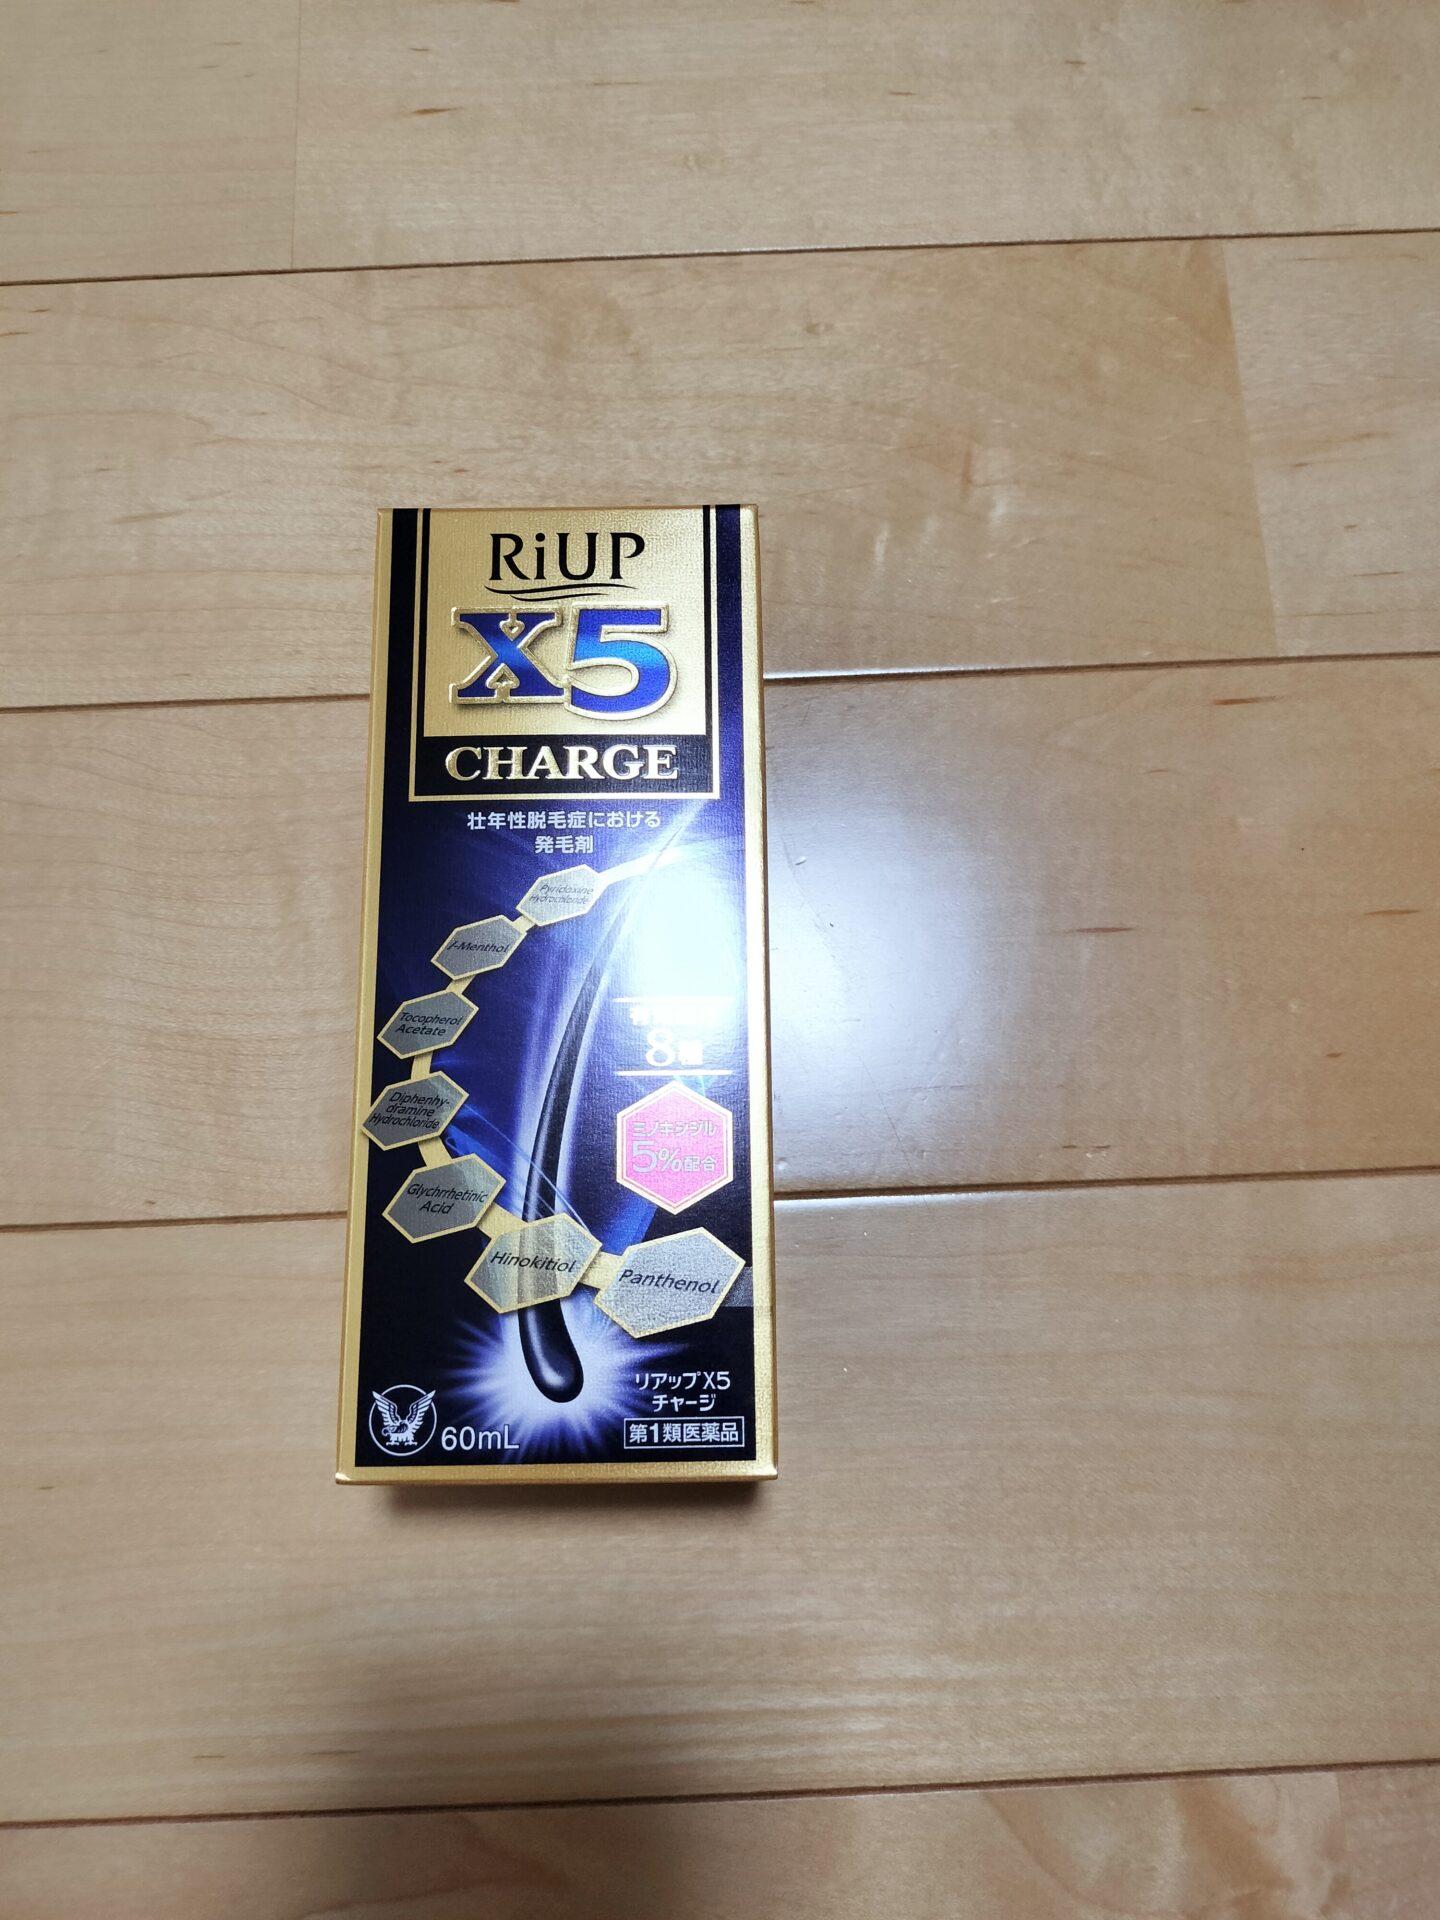 RiUP
X5
CHARGE
壮年性脱毛症における
発毛剤
Pyridoxine
Hydrochloride
l-Menthol
Tocopherol
Acetate
Diphenhy-
dramine
Hydrochloride
Glychrrhetinic
Acid
Hinokitiol
Panthenol
8種
ミノキシジル
5%配合
リアップX5
チャージ
第1類医薬品
60mL